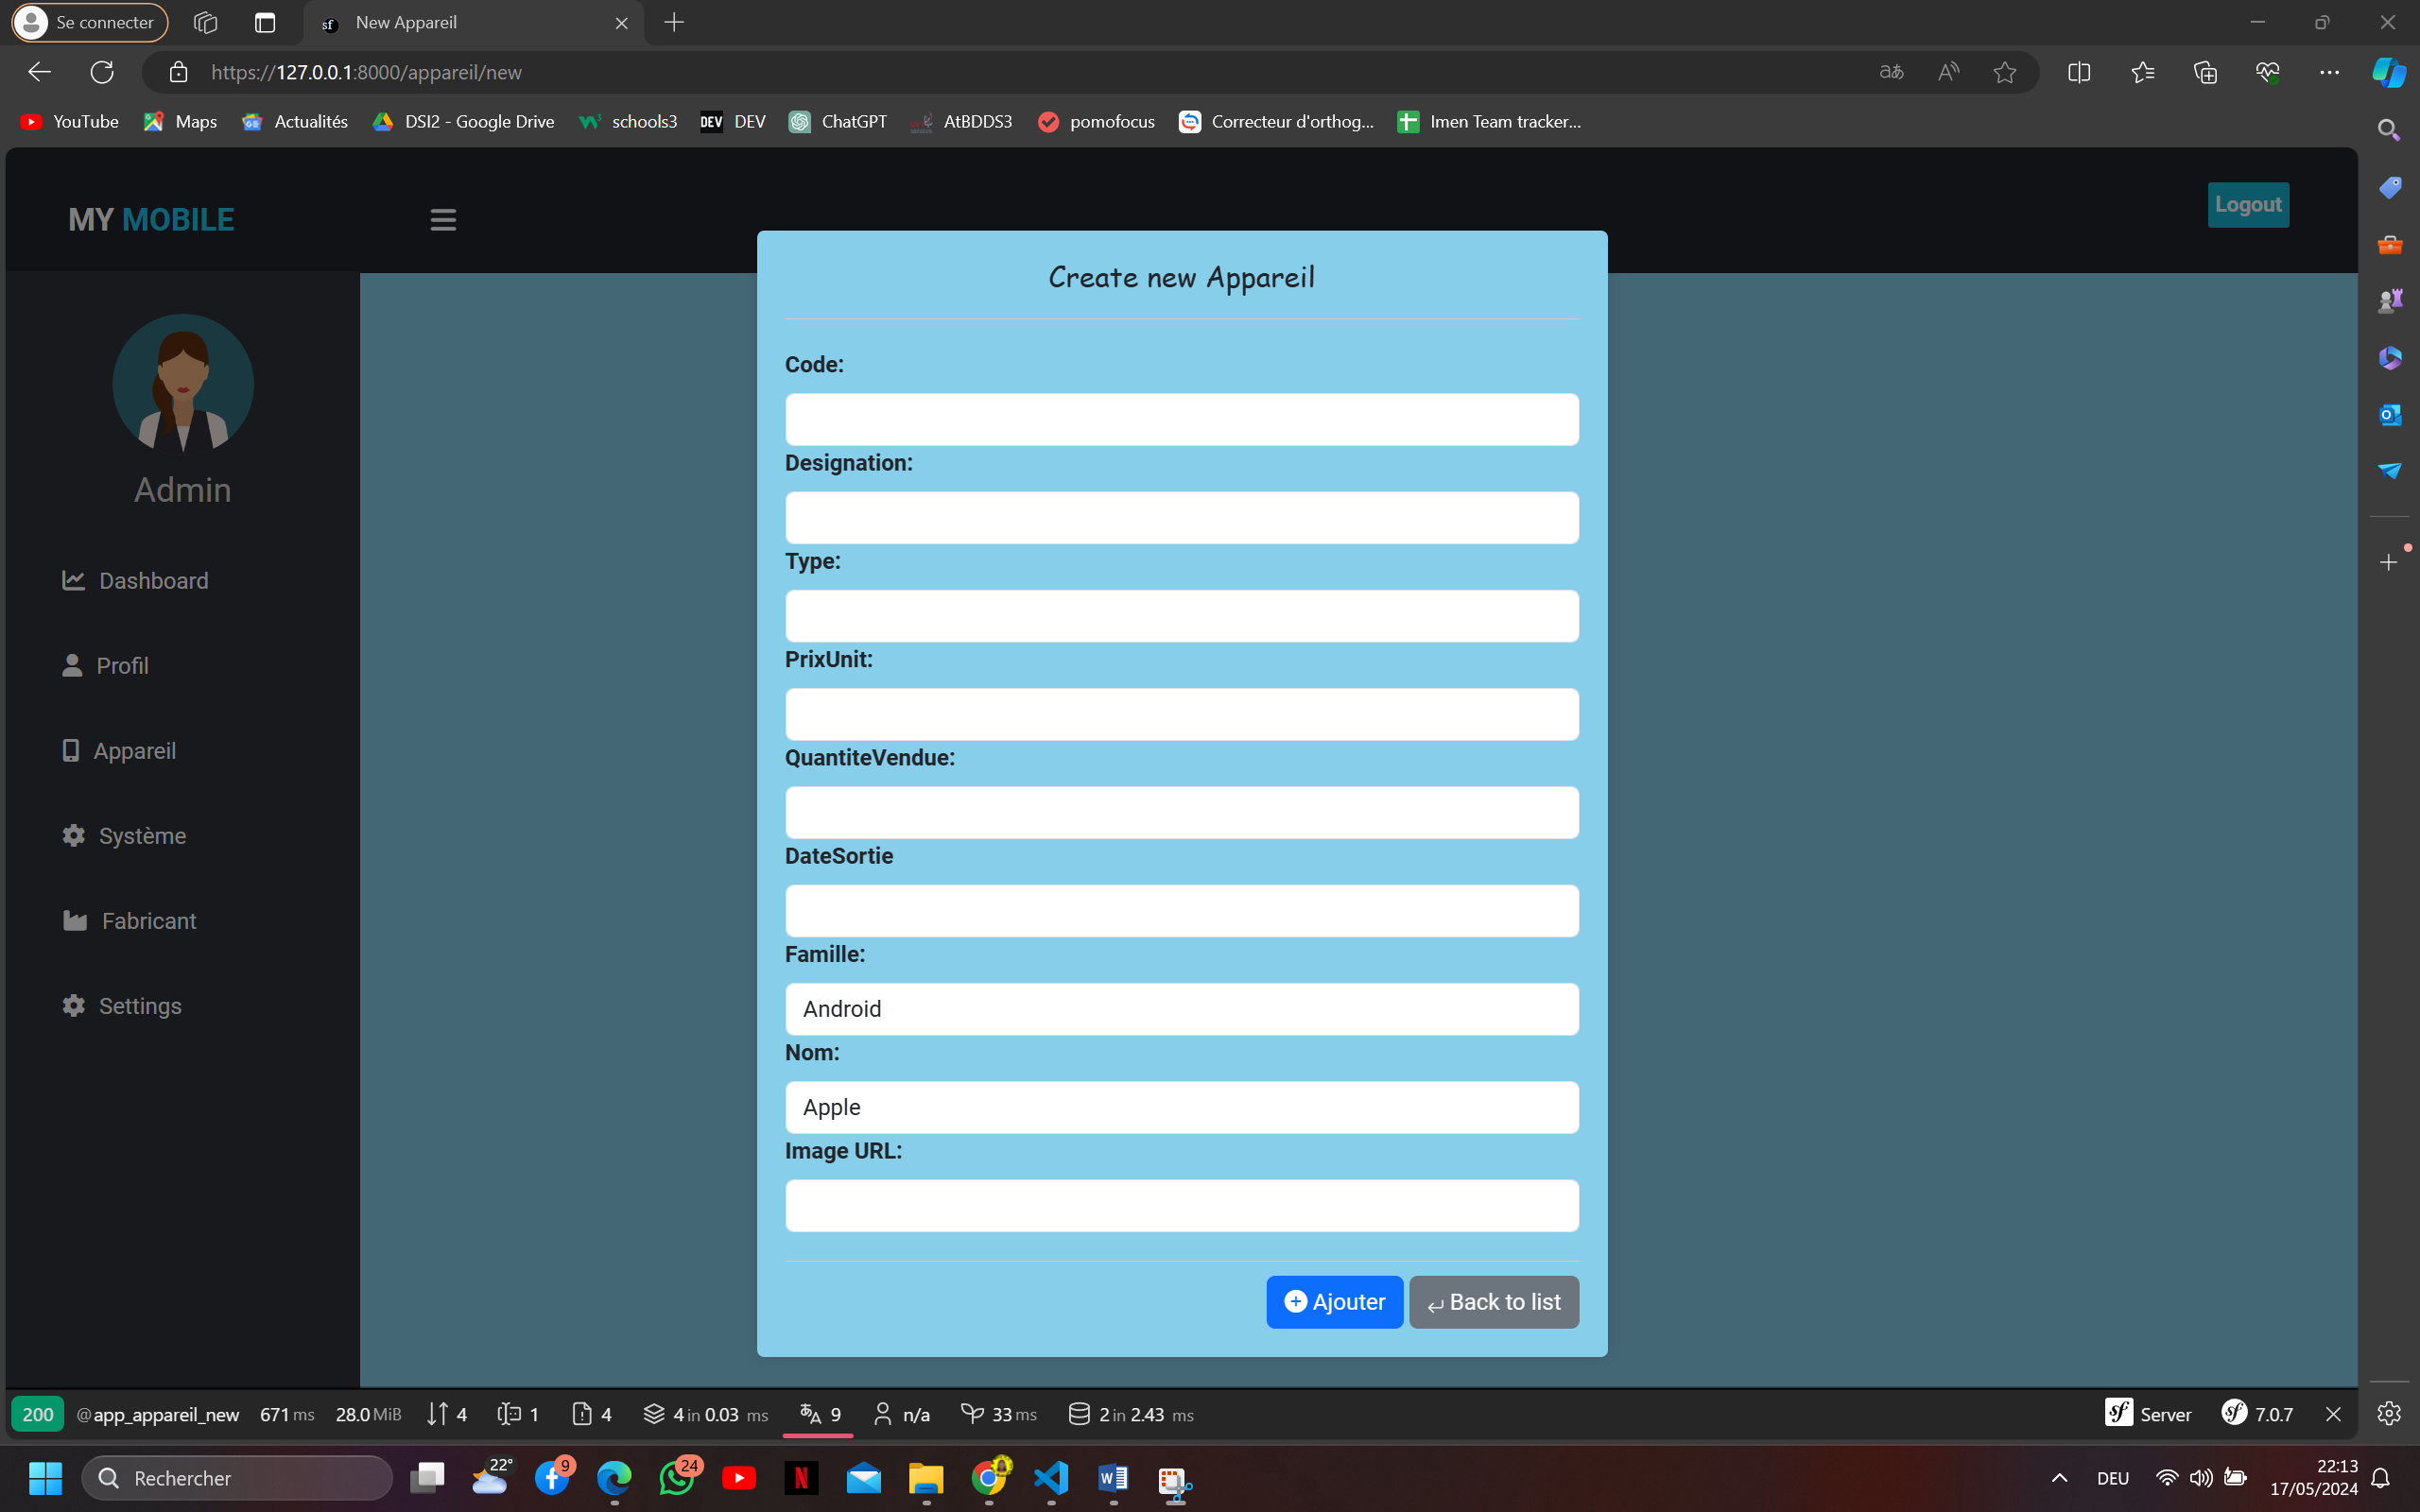 Se connecter
New Appareil
https://127.0.0.1:8000/appareil/new
YouTube Maps Actualités DSI2 - Google Drive schools3 DEV DEV ChatGPT AtBDDS3 pomofocus Correcteur d'orthog... Imen Team tracker...
MY MOBILE
Logout
Create new Appareil
Admin
Dashboard
Profil
Appareil
Système
Fabricant
Settings
Code:
Designation:
Type:
PrixUnit:
QuantiteVendue:
DateSortie
Famille:
Android
Nom:
Apple
Image URL:
Ajouter Back to list
200 @app_appareil_new 671 ms 28.0 MiB 4 1 4 4 in 0.03 ms 9 n/a 33 ms 2 in 2.43 ms Server 7.0.7
Rechercher 22° 9 24 DEU 22:13
17/05/2024